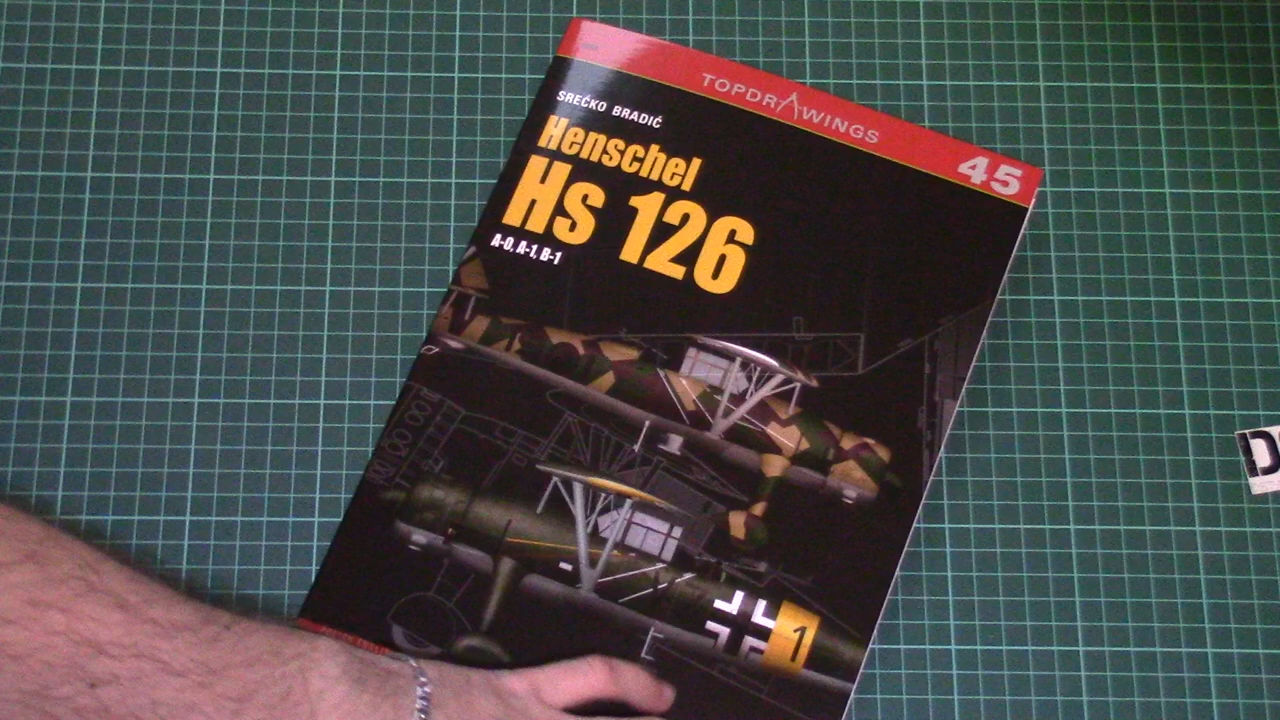 TOPDRAWINGS
45
SREĆKO BRADIĆ
Henschel
Hs 126
A-0, A-1, B-1
1